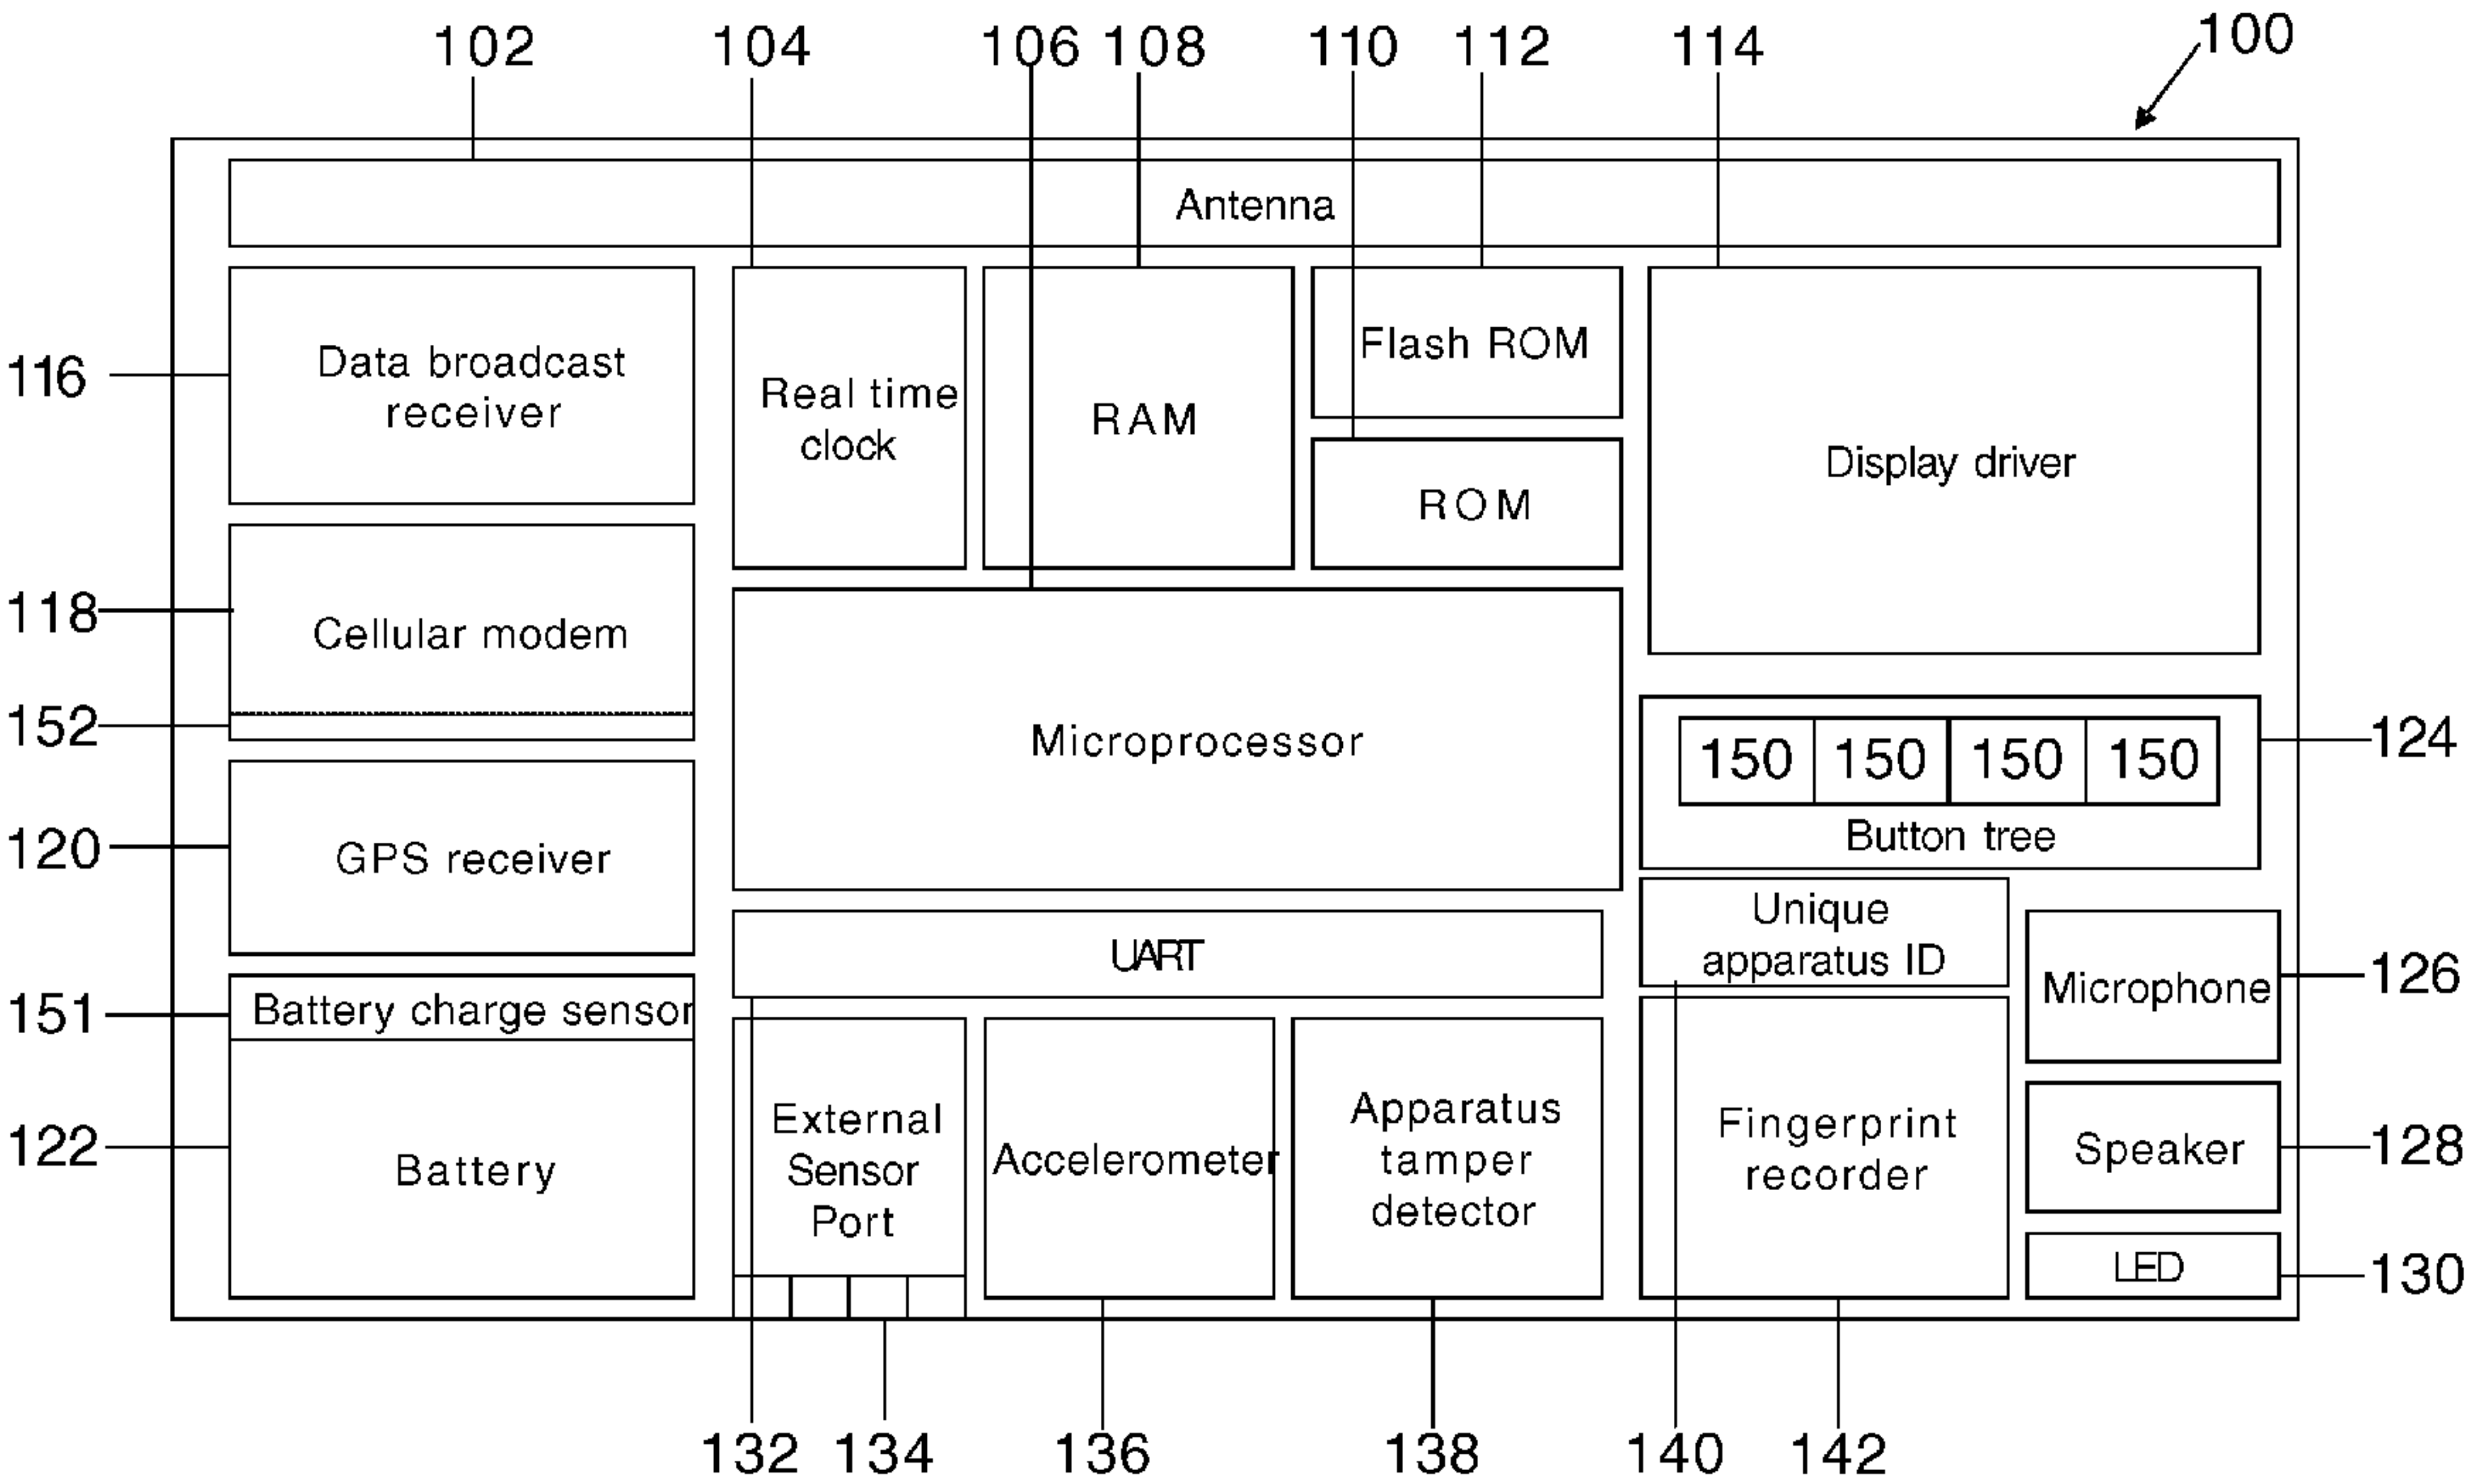 102 104 106 108 110 112 114 100
Antenna
116
Data broadcast
receiver
Real time
clock
RAM
Flash ROM
ROM
Display driver
118
Cellular modem
152
Microprocessor
150 150 150 150
Button tree
124
120
GPS receiver
UART
Unique
apparatus ID
Microphone
126
151
Battery charge sensor
122
Battery
External
Sensor
Port
Accelerometer
Apparatus
tamper
detector
Fingerprint
recorder
Speaker
128
LED
130
132 134 136 138 140 142